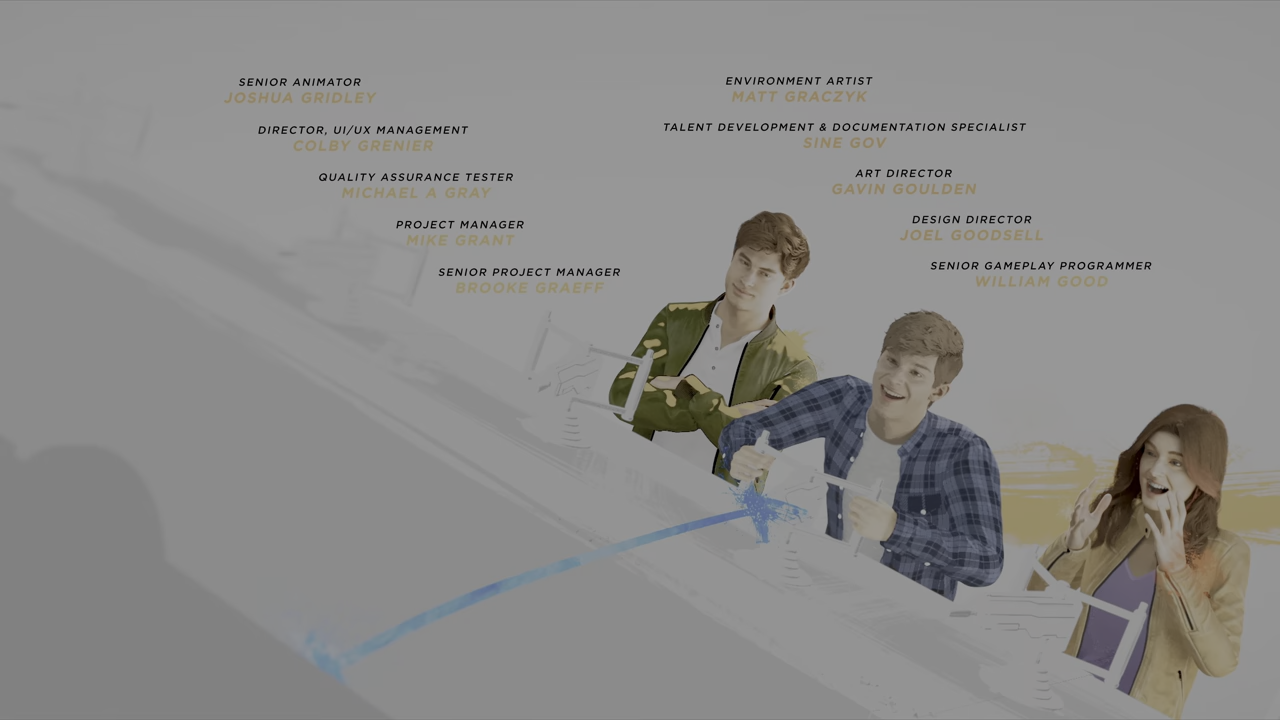 SENIOR ANIMATOR
JOSHUA GRIDLEY
DIRECTOR, UI/UX MANAGEMENT
COLBY GRENIER
QUALITY ASSURANCE TESTER
MICHAEL A GRAY
PROJECT MANAGER
MIKE GRANT
SENIOR PROJECT MANAGER
BROOKE GRAEFF
ENVIRONMENT ARTIST
MATT GRACZYK
TALENT DEVELOPMENT & DOCUMENTATION SPECIALIST
SINE GOV
ART DIRECTOR
GAVIN GOULDEN
DESIGN DIRECTOR
JOEL GOODSELL
SENIOR GAMEPLAY PROGRAMMER
WILLIAM GOOD